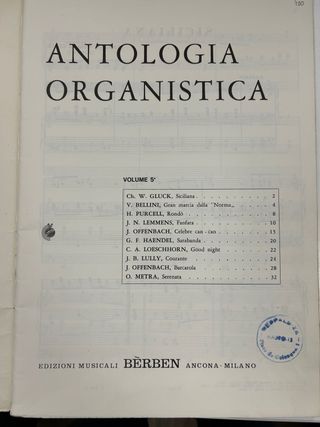 ANTOLOGIA
ORGANISTICA
VOLUME 5°
Ch. W. GLUCK, Siciliana . . . . . . . . . . . 2
V. BELLINI, Gran marcia dalla "Norma„ . . . . . . 4
H. PURCELL, Rondò . . . . . . . . . . . . 8
J. N. LEMMENS, Fanfara . . . . . . . . . . . 10
J. OFFENBACH, Celebre can - can . . . . . . . . 15
G. F. HAENDEL, Sarabanda . . . . . . . . . . 20
C. A. LOESCHHORN, Good night . . . . . . . . . 22
J. B. LULLY, Courante . . . . . . . . . . . 24
J. OFFENBACH, Barcarola . . . . . . . . . . 28
O. METRA, Serenata . . . . . . . . . . . . 32
EDIZIONI MUSICALI BÈRBEN ANCONA - MILANO